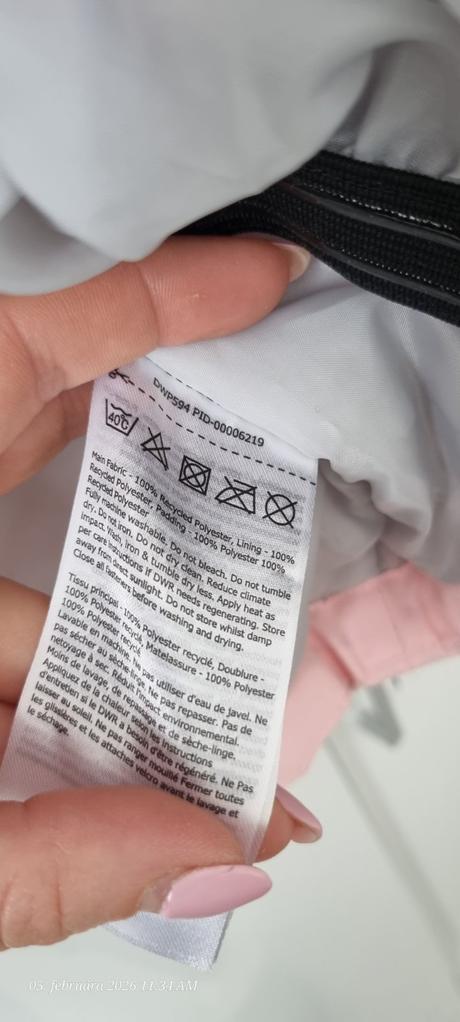 DWP594 PID-00006219
40C
Main Fabric - 100% Recycled Polyester, Lining - 100%
Recycled Polyester, Padding - 100% Polyester 100%
Recycled Polyester
Fully machine washable. Do not bleach. Do not tumble
dry. Do not iron. Do not dry clean. Reduce climate
impact. Wash, iron & tumble dry less. Apply heat as
per care instructions if DWR needs regenerating. Store
away from direct sunlight. Do not store whilst damp
Close all fasteners before washing and drying.
Tissu principal - 100% Polyester recyclé, Doublure -
100% Polyester recyclé, Matelassure - 100% Polyester
100% Polyester recyclé
Lavable en machine. Ne pas utiliser d'eau de javel. Ne
pas sécher au sèche-linge. Ne pas repasser. Pas de
nettoyage à sec. Réduit l'impact environnemental.
Moins de lavage, de repassage et de sèche-linge.
Appliquez de la chaleur selon les instructions
d'entretien si le DWR a besoin d'être régénéré. Ne Pas
laisser au soleil. Ne pas ranger mouillé Fermer toutes
les glissières et les attaches velcro avant le lavage et
le séchage.
05. februára 2026 11:34 AM